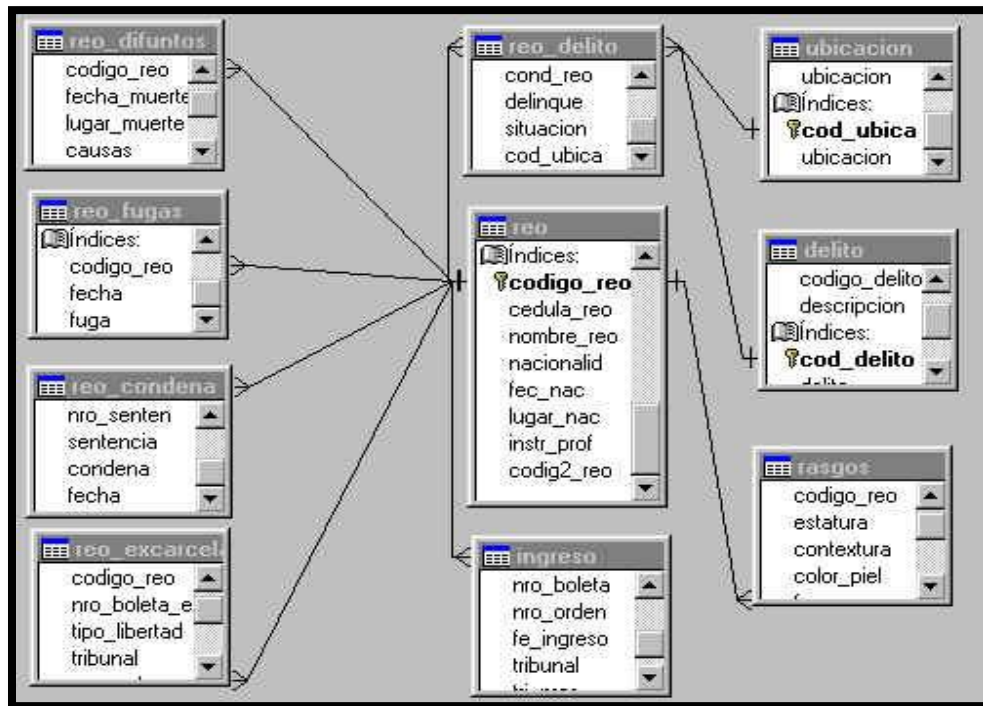 reo_difuntos
codigo_reo
fecha_muerte
lugar_muerte
causas
reo_fugas
Índices:
codigo_reo
fecha
fuga
reo_condena
nro_senten
sentencia
condena
fecha
reo_excarcela
codigo_reo
nro_boleta_e
tipo_libertad
tribunal
reo_delito
cond_reo
delinque
situacion
cod_ubica
reo
Índices:
codigo_reo
cedula_reo
nombre_reo
nacionalid
fec_nac
lugar_nac
instr_prof
codig2_reo
ingreso
nro_boleta
nro_orden
fe_ingreso
tribunal
ubicacion
ubicacion
Índices:
cod_ubica
ubicacion
delito
codigo_delito
descripcion
Índices:
cod_delito
delito
rasgos
codigo_reo
estatura
contextura
color_piel